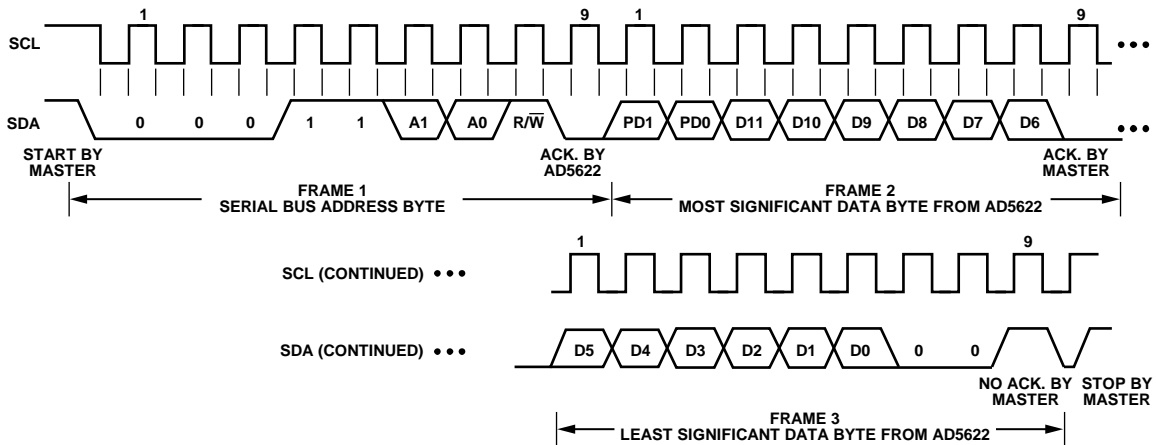 1 9 1 9
SCL
SDA 0 0 0 1 1 A1 A0 R/W̅ PD1 PD0 D11 D10 D9 D8 D7 D6
START BY
MASTER
ACK. BY
AD5622
ACK. BY
MASTER
FRAME 1
SERIAL BUS ADDRESS BYTE
FRAME 2
MOST SIGNIFICANT DATA BYTE FROM AD5622
1 9
SCL (CONTINUED)
SDA (CONTINUED) D5 D4 D3 D2 D1 D0 0 0
NO ACK. BY
MASTER
STOP BY
MASTER
FRAME 3
LEAST SIGNIFICANT DATA BYTE FROM AD5622